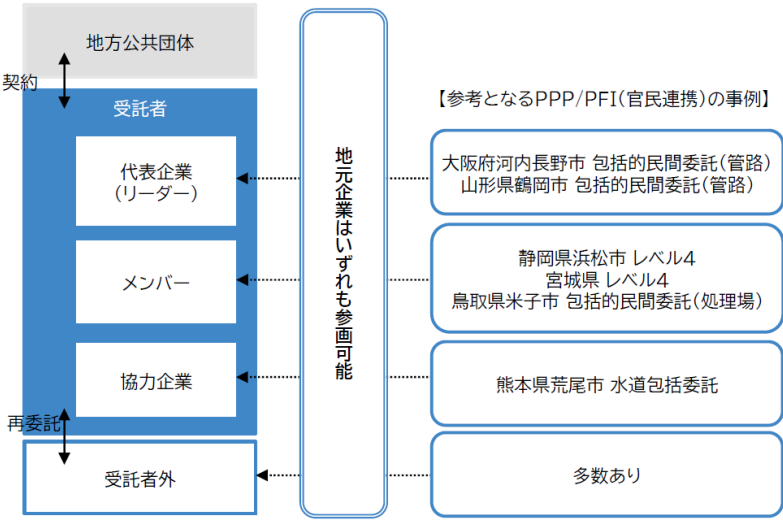 地方公共団体
契約
受託者
代表企業
(リーダー)
メンバー
協力企業
再委託
受託者外
地元企業はいずれも参画可能
【参考となるPPP/PFI(官民連携)の事例】
大阪府河内長野市 包括的民間委託(管路)
山形県鶴岡市 包括的民間委託(管路)
静岡県浜松市 レベル4
宮城県 レベル4
鳥取県米子市 包括的民間委託(処理場)
熊本県荒尾市 水道包括委託
多数あり